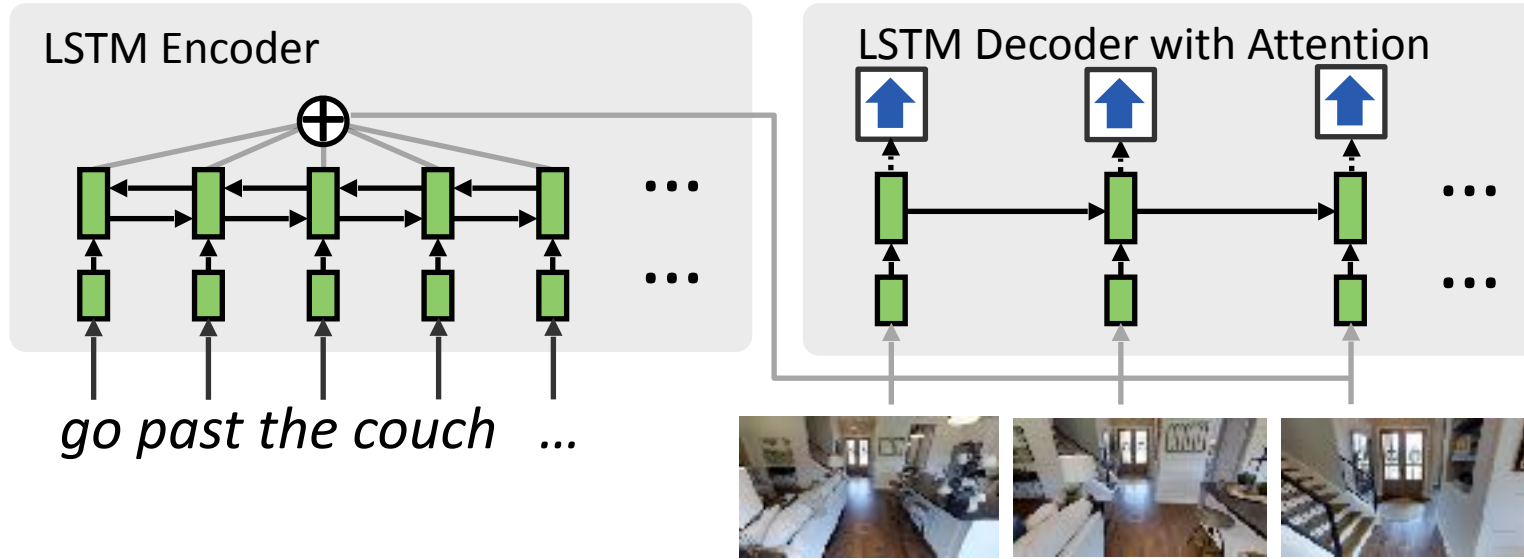 LSTM Encoder
LSTM Decoder with Attention
...
...
...
...
go past the couch ...